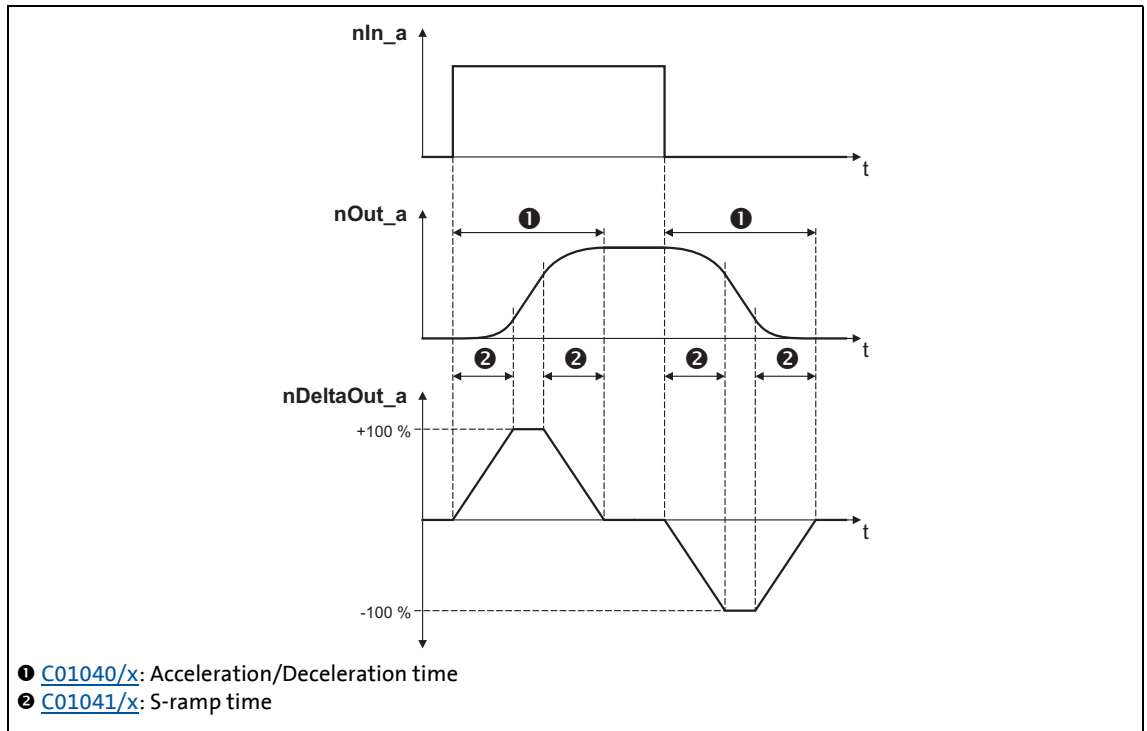 nIn_a
t
nOut_a
❶ ❶
t
❷ ❷ ❷ ❷
nDeltaOut_a
+100 %
t
-100 %
❶ C01040/x: Acceleration/Deceleration time
❷ C01041/x: S-ramp time